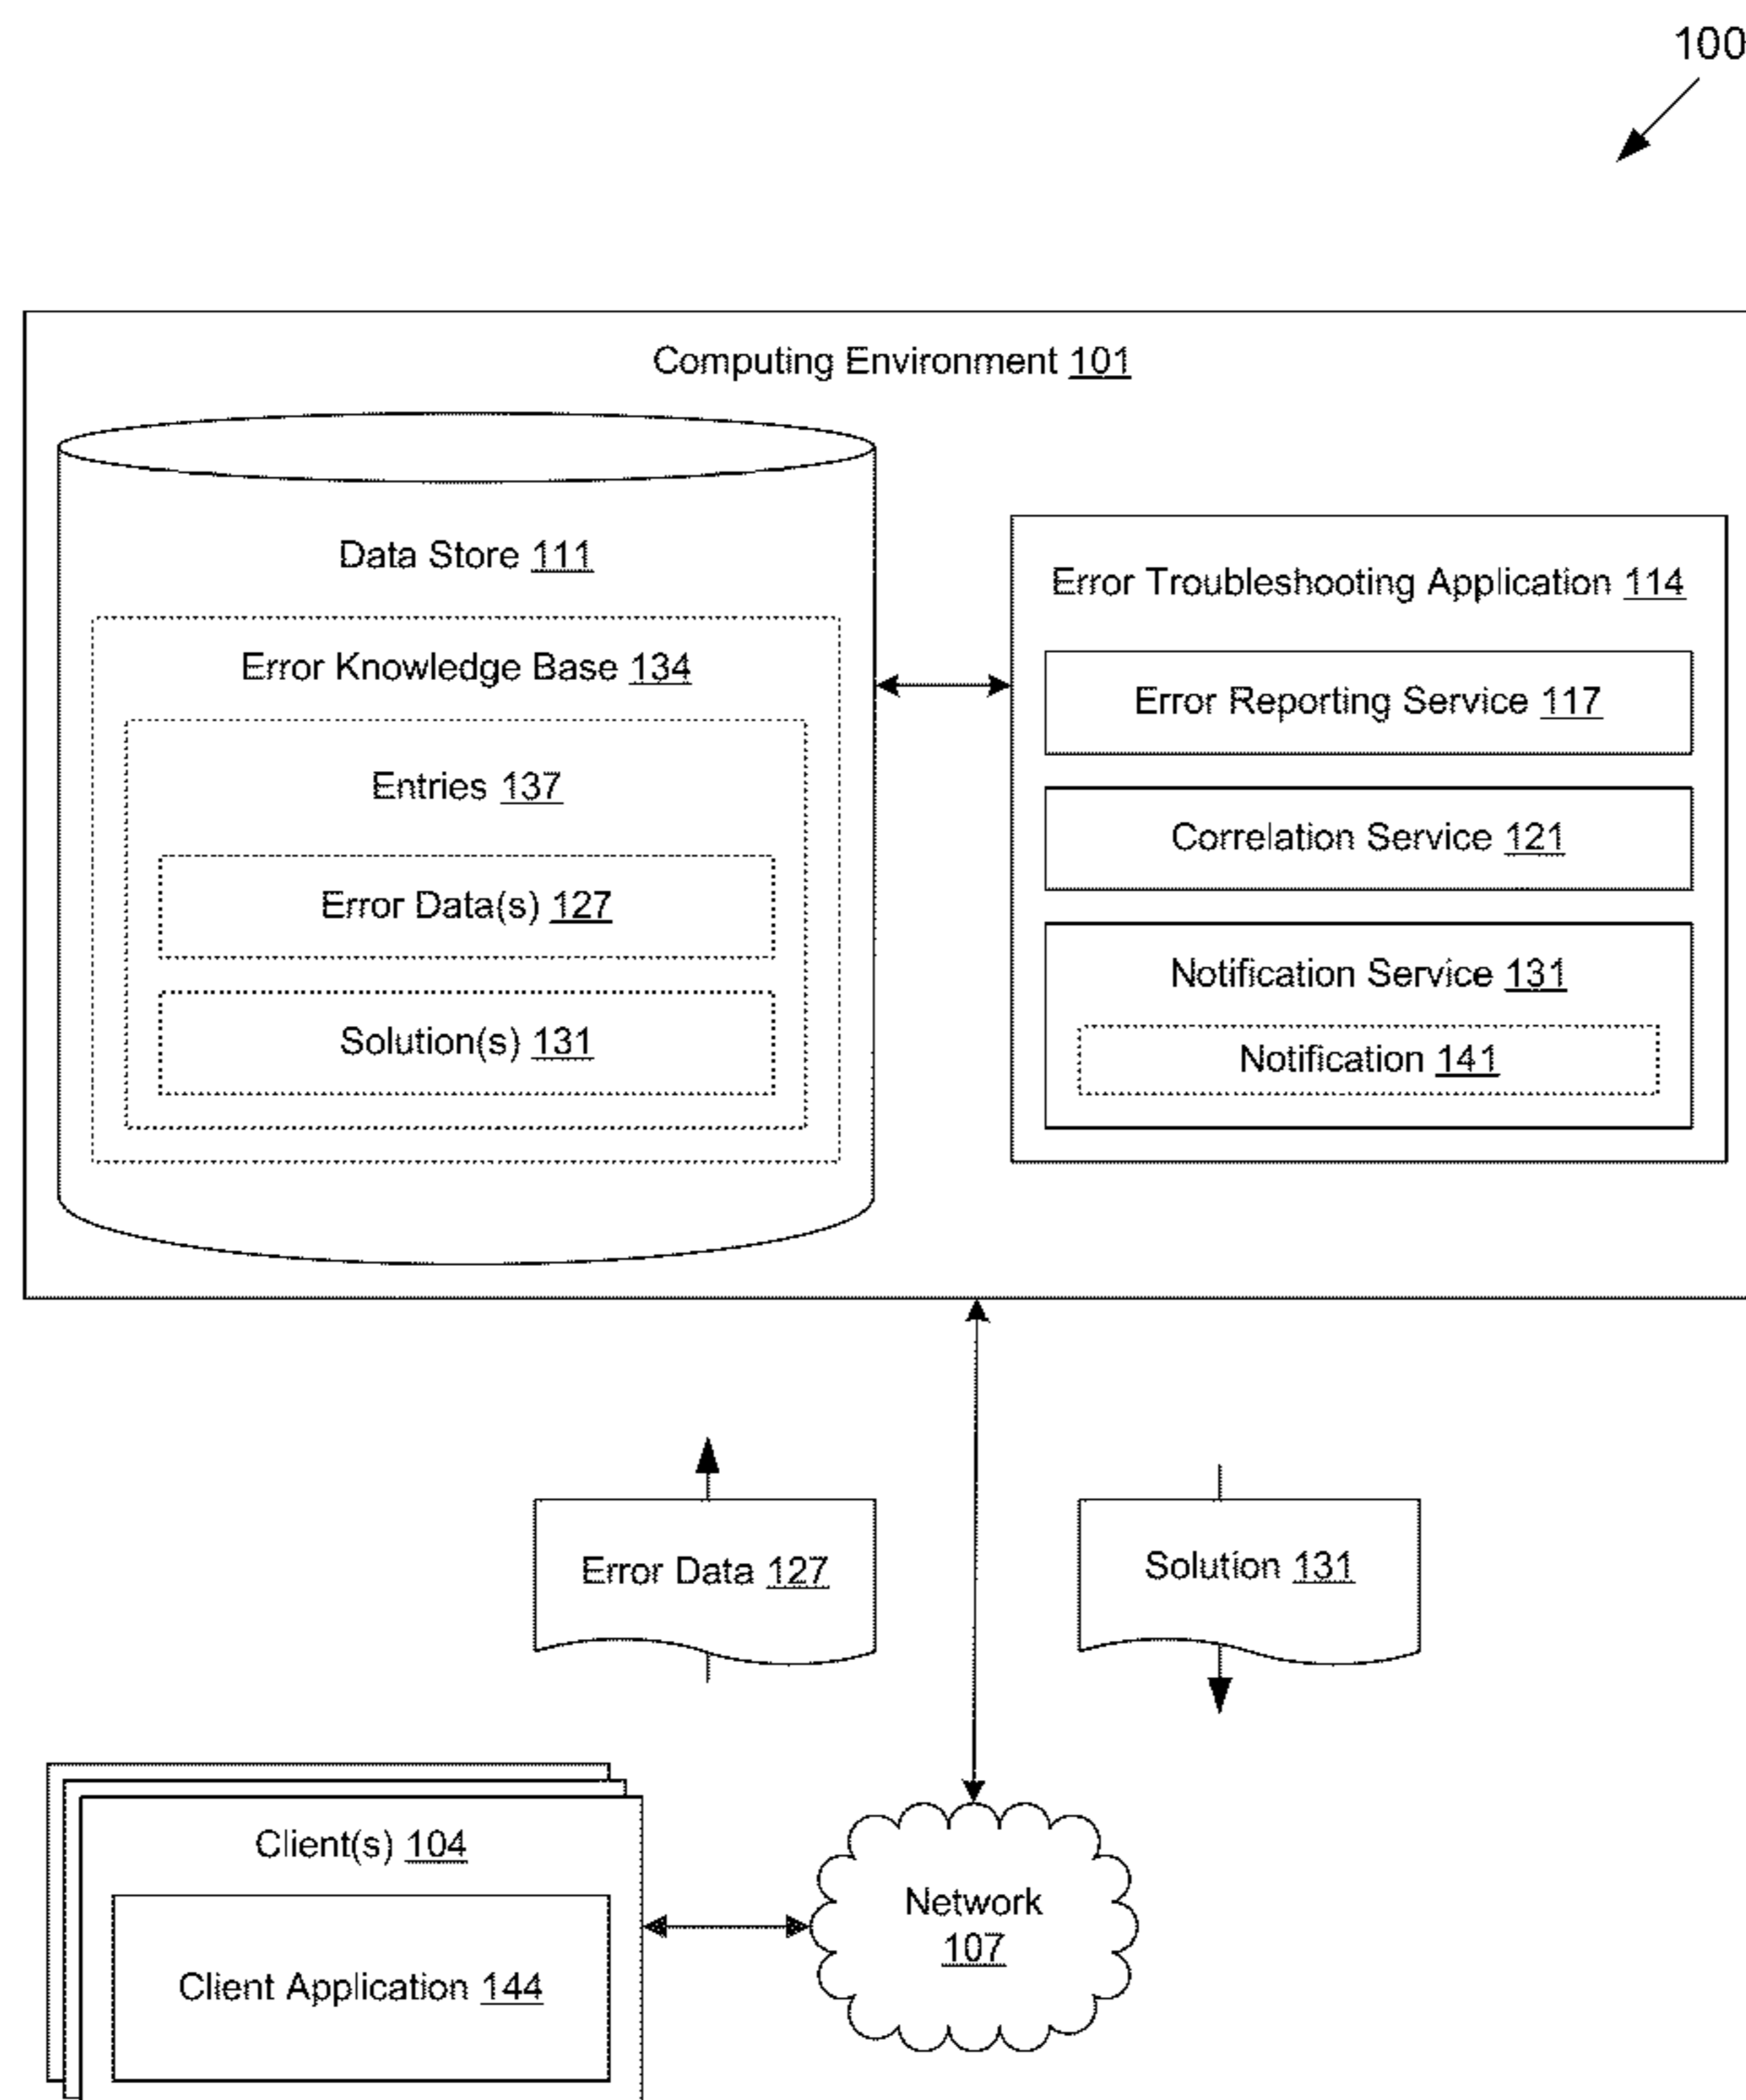 100
Computing Environment 101
Data Store 111
Error Knowledge Base 134
Entries 137
Error Data(s) 127
Solution(s) 131
Error Troubleshooting Application 114
Error Reporting Service 117
Correlation Service 121
Notification Service 131
Notification 141
Error Data 127
Solution 131
Client(s) 104
Client Application 144
Network
107